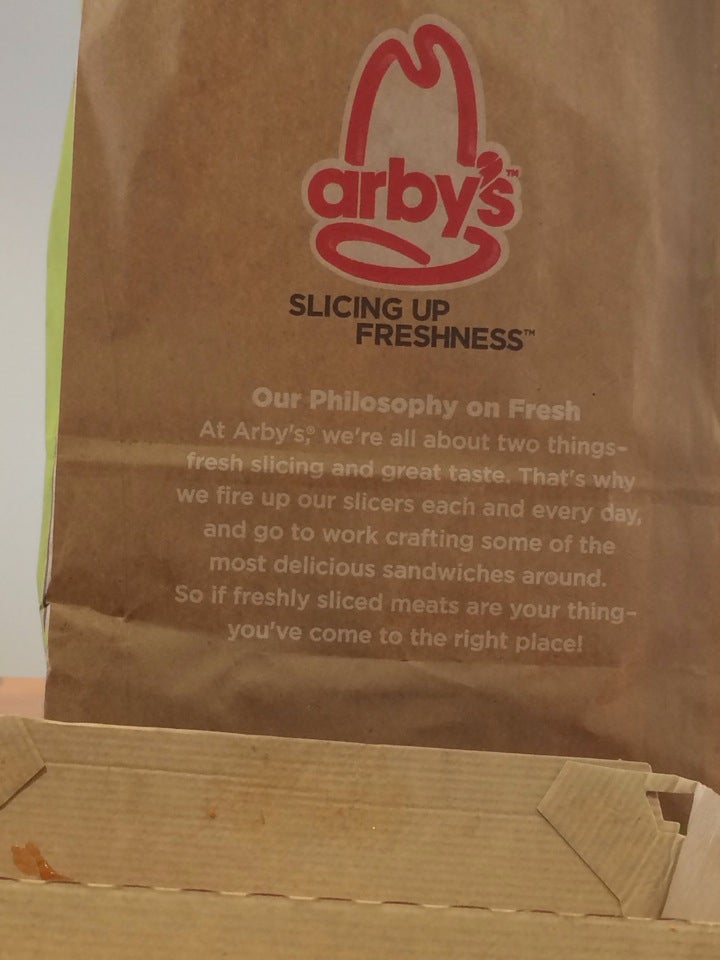 arby's™
SLICING UP
FRESHNESS™
Our Philosophy on Fresh
At Arby's,® we're all about two things-
fresh slicing and great taste. That's why
we fire up our slicers each and every day,
and go to work crafting some of the
most delicious sandwiches around.
So if freshly sliced meats are your thing-
you've come to the right place!